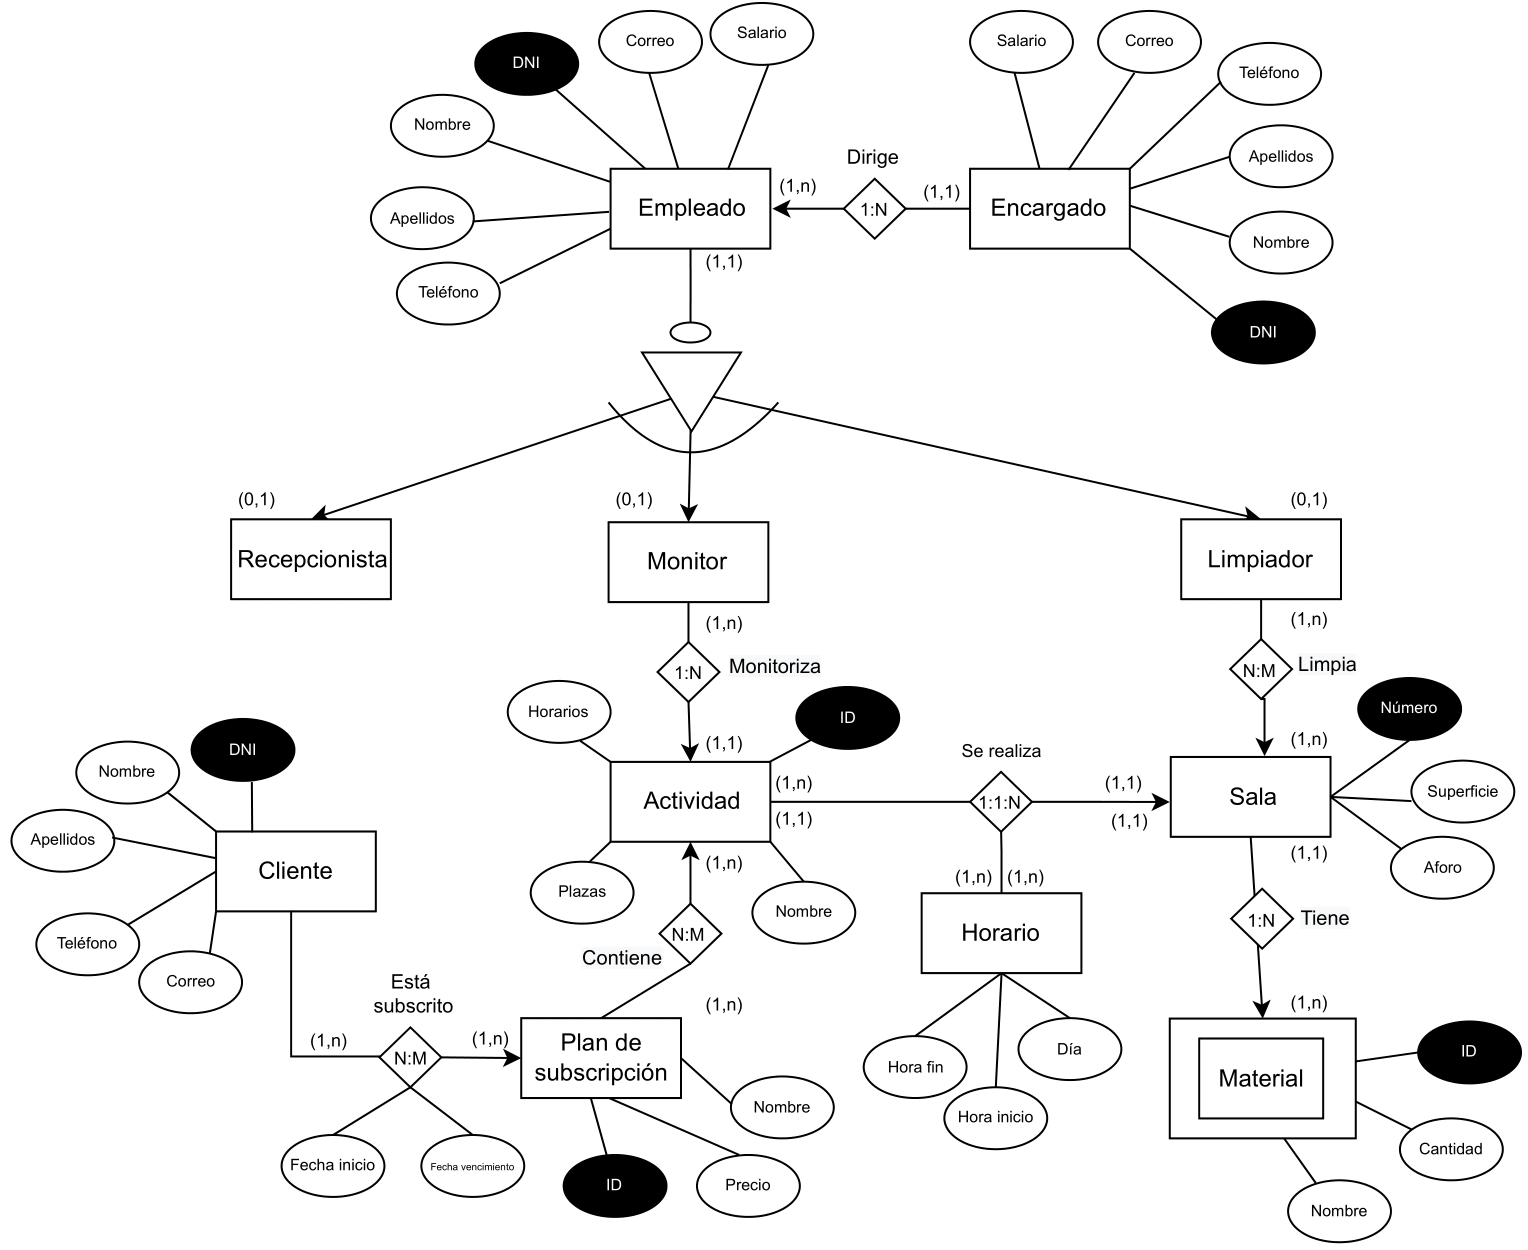 Salario
Correo
Salario
Correo
DNI
Teléfono
Nombre
Apellidos
Dirige
(1,n)
(1,1)
Empleado
1:N
Encargado
Apellidos
Nombre
(1,1)
Teléfono
DNI
(0,1)
(0,1)
(0,1)
Recepcionista
Monitor
Limpiador
(1,n)
(1,n)
1:N
Monitoriza
N:M
Limpia
Horarios
ID
Número
(1,1)
Se realiza
(1,n)
DNI
Nombre
(1,n)
(1,1)
Actividad
1:1:N
Sala
Superficie
(1,1)
(1,1)
Apellidos
(1,n)
(1,1)
Aforo
Cliente
(1,n)
(1,n)
Plazas
Nombre
1:N
Tiene
Teléfono
N:M
Horario
Contiene
Correo
Está
subscrito
(1,n)
(1,n)
(1,n)
(1,n)
Plan de
subscripción
N:M
Día
ID
Hora fin
Material
Nombre
Hora inicio
Cantidad
Fecha inicio
Fecha vencimiento
ID
Precio
Nombre